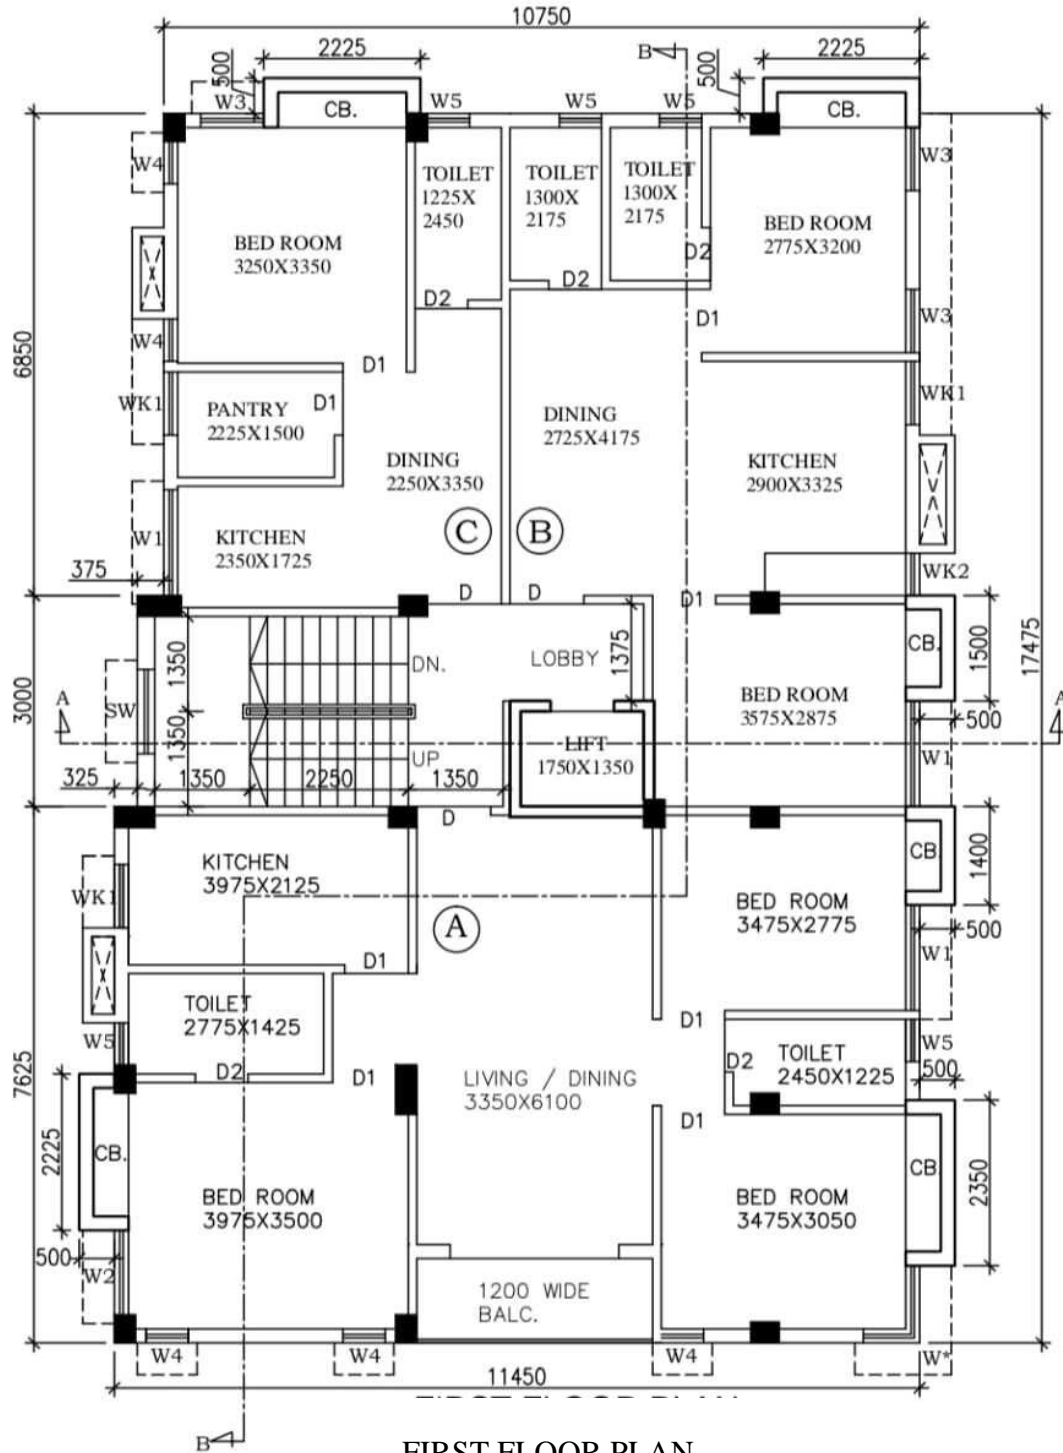 10750
2225
B
2225
500
500
W3
CB.
W5
W5
W5
CB.
W4
W3
TOILET
1225X
2450
TOILET
1300X
2175
TOILET
1300X
2175
BED ROOM
3250X3350
BED ROOM
2775X3200
D2
D2
D2
W4
D1
W3
6850
D1
WK1
PANTRY
2225X1500
D1
DINING
2725X4175
WK1
DINING
2250X3350
KITCHEN
2900X3325
W1
KITCHEN
2350X1725
C
B
375
WK2
D
D
D1
1350
DN.
LOBBY
1375
CB.
1500
17475
3000
A
SW
BED ROOM
3575X2875
A
500
1350
UP
LIFT
1750X1350
W1
325
1350
2250
1350
D
KITCHEN
3975X2125
CB.
1400
WK1
A
BED ROOM
3475X2775
500
W1
D1
TOILET
2775X1425
D1
W5
W5
D2
D1
LIVING / DINING
3350X6100
D2
TOILET
2450X1225
500
7625
D1
2225
CB.
BED ROOM
3975X3500
BED ROOM
3475X3050
CB.
2350
500
W2
1200 WIDE
BALC.
W4
W4
W4
W*
11450
FIRST FLOOR PLAN
B
FIRST FLOOR PLAN